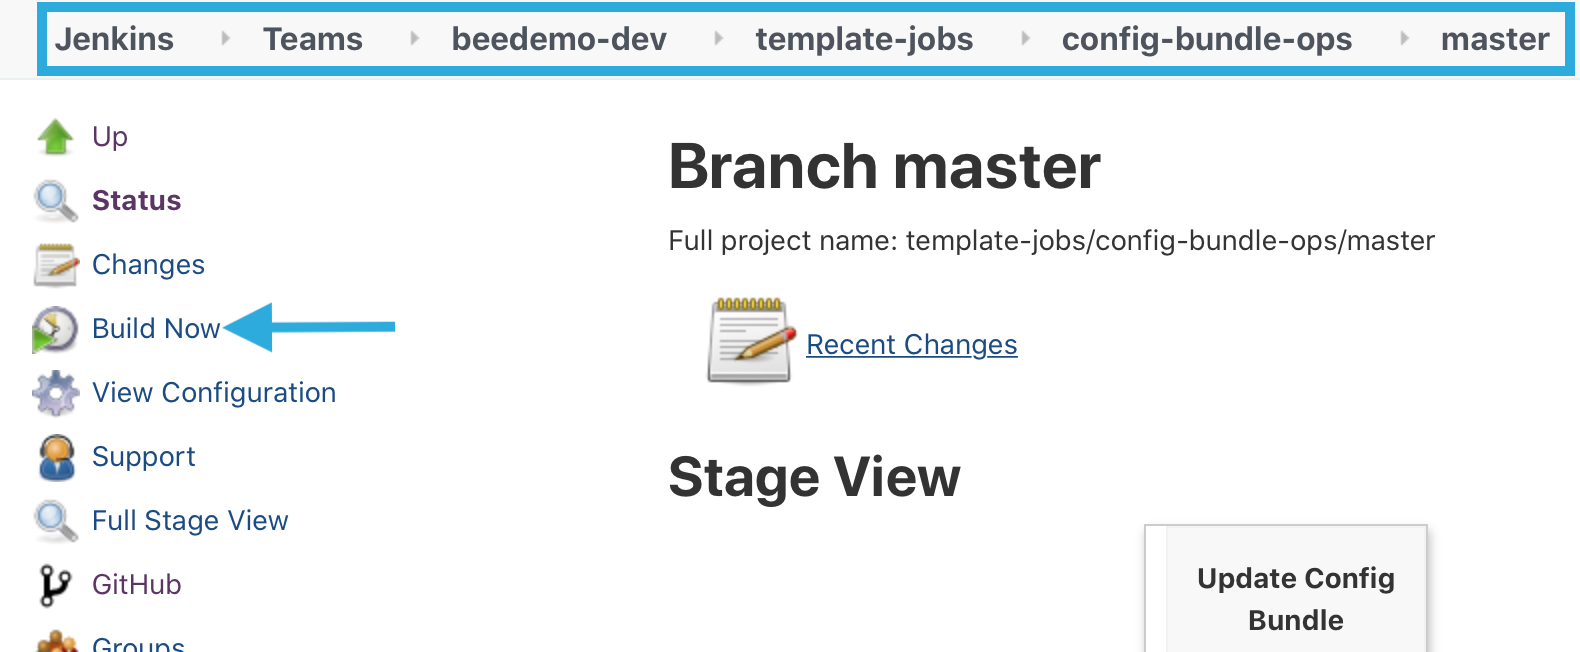 Jenkins Teams beedemo-dev template-jobs config-bundle-ops master
Up
Status
Changes
Build Now
View Configuration
Support
Full Stage View
GitHub
Groups
Branch master
Full project name: template-jobs/config-bundle-ops/master
Recent Changes
Stage View
Update Config
Bundle